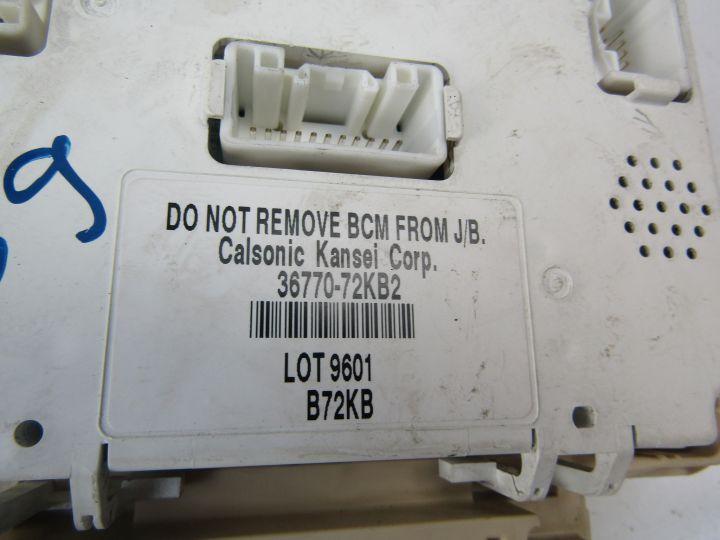 DO NOT REMOVE BCM FROM J/B.
Calsonic Kansei Corp.
36770-72KB2
LOT 9601
B72KB